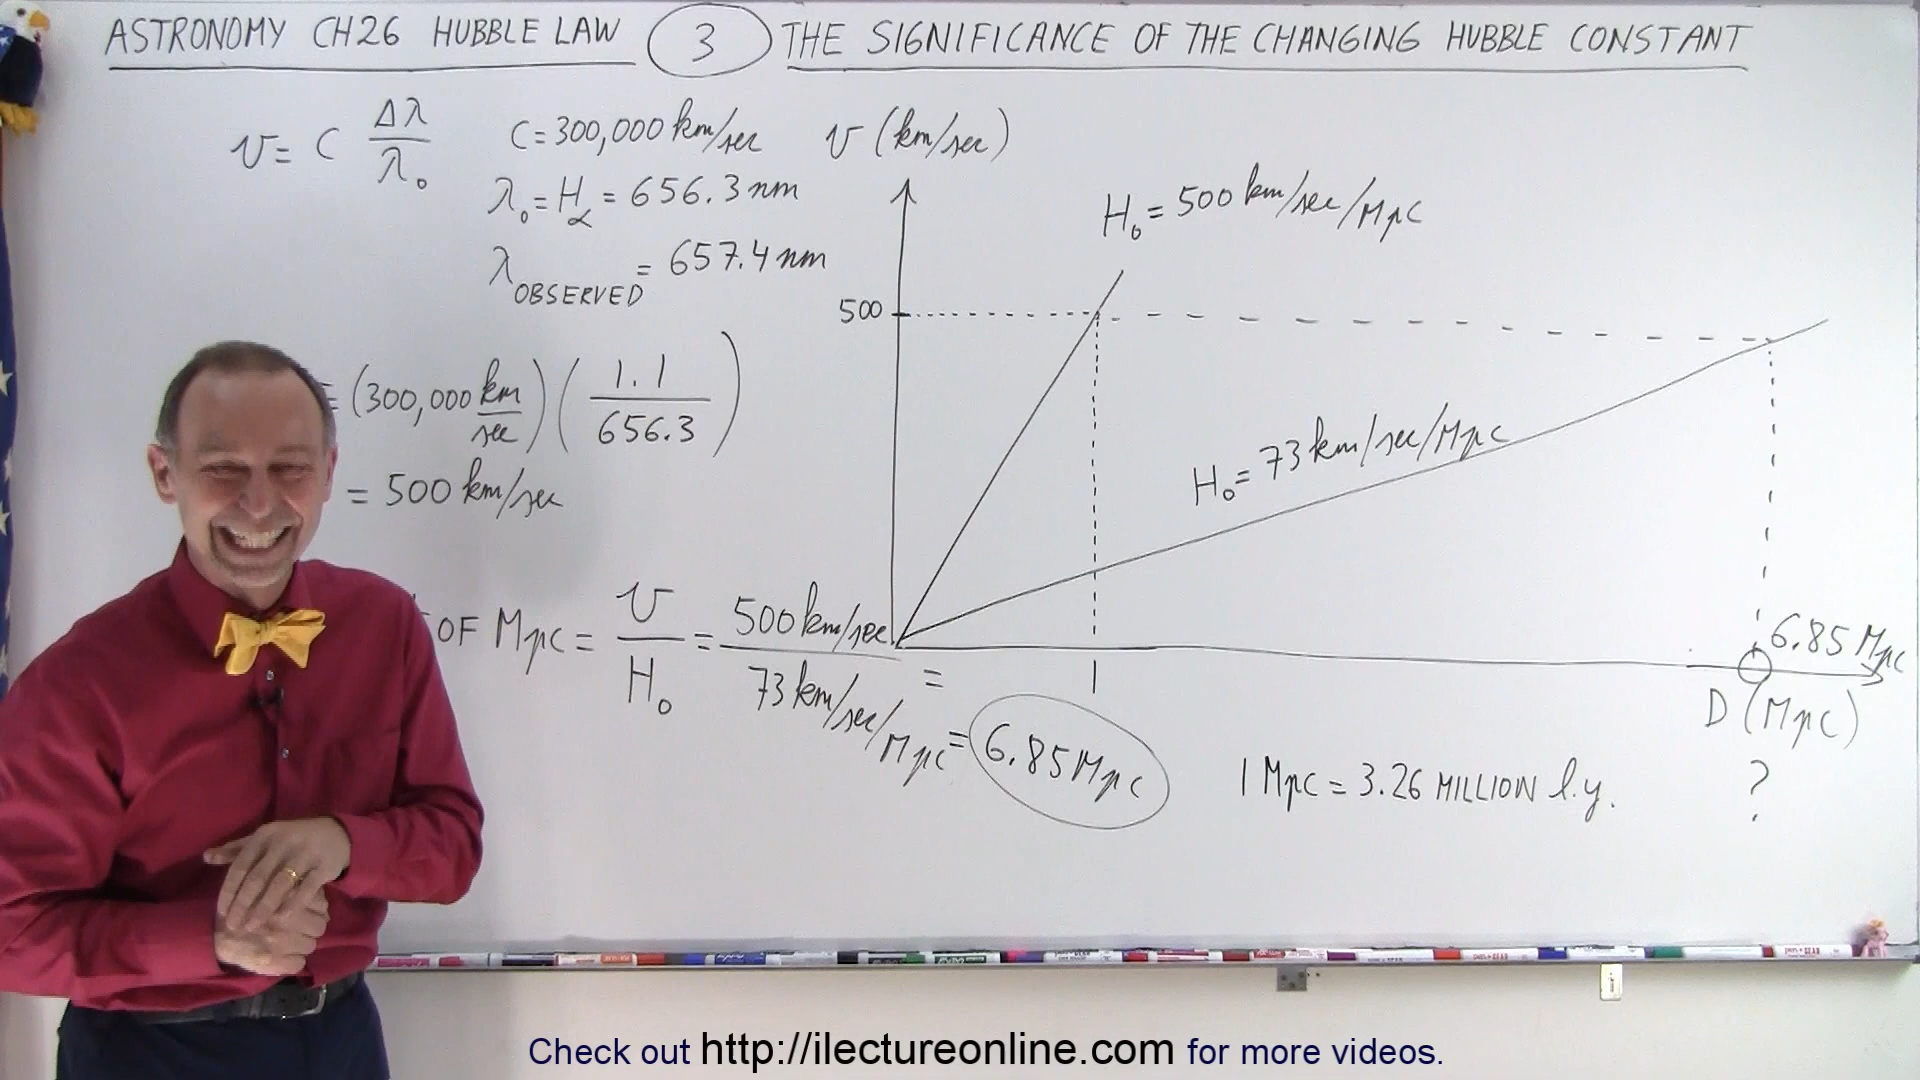 ASTRONOMY CH26 HUBBLE LAW 3 THE SIGNIFICANCE OF THE CHANGING HUBBLE CONSTANT
v = c Δλ/λ₀
c = 300,000 km/sec
λ₀ = Hα = 656.3 nm
λ OBSERVED = 657.4 nm
= (300,000 km/sec) (1.1/656.3)
= 500 km/sec
OF Mpc = v/H₀ = 500 km/sec / 73 km/sec/Mpc =
= 6.85 Mpc
v (km/sec)
H₀ = 500 km/sec/Mpc
500
H₀ = 73 km/sec/Mpc
1
6.85 Mpc
D (Mpc)
1 Mpc = 3.26 MILLION l.y.
?
Check out http://ilectureonline.com for more videos.